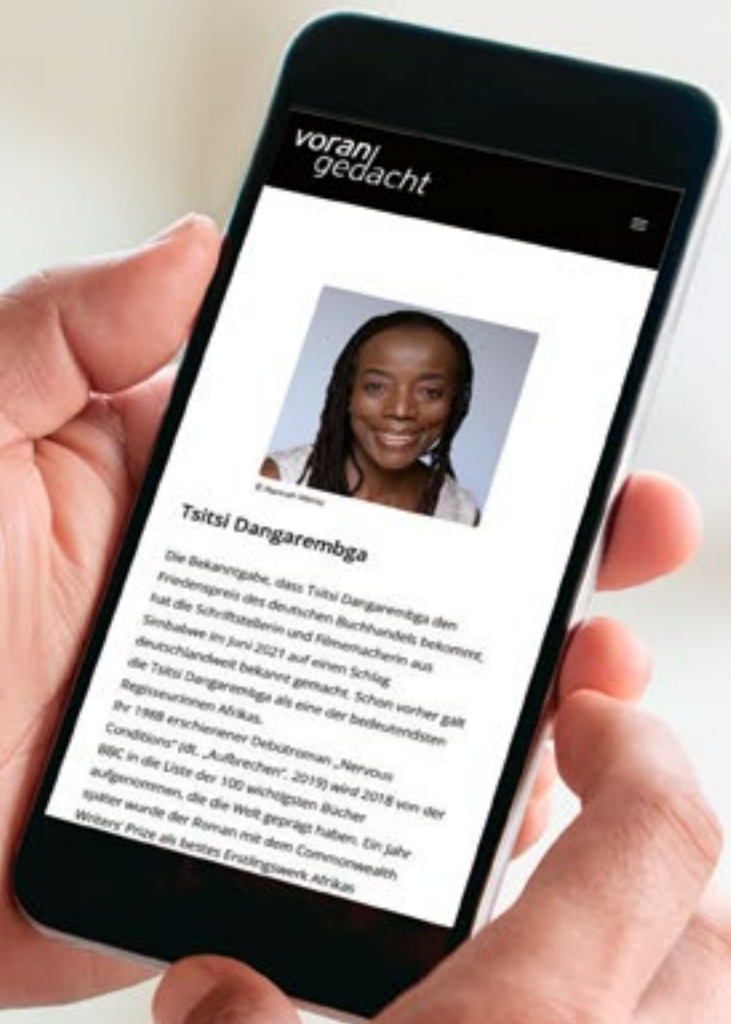 voran
gedacht
Tsitsi Dangarembga
Die Bekanntgabe, dass Tsitsi Dangarembga den
Friedenspreis des deutschen Buchhandels bekommt,
hat die Schriftstellerin und Filmemacherin aus
Simbabwe im Juni 2021 auf einen Schlag
deutschlandweit bekannt gemacht. Schon vorher galt
die Tsitsi Dangarembga als eine der bedeutendsten
Regisseurinnen Afrikas.
Ihr 1988 erschienener Debütroman „Nervous
Conditions“ (dt. „Aufbrechen“, 2019) wird 2018 von der
BBC in die Liste der 100 wichtigsten Bücher
aufgenommen, die die Welt geprägt haben. Ein Jahr
später wurde der Roman mit dem Commonwealth
Writers' Prize als bestes Erstlingswerk Afrikas